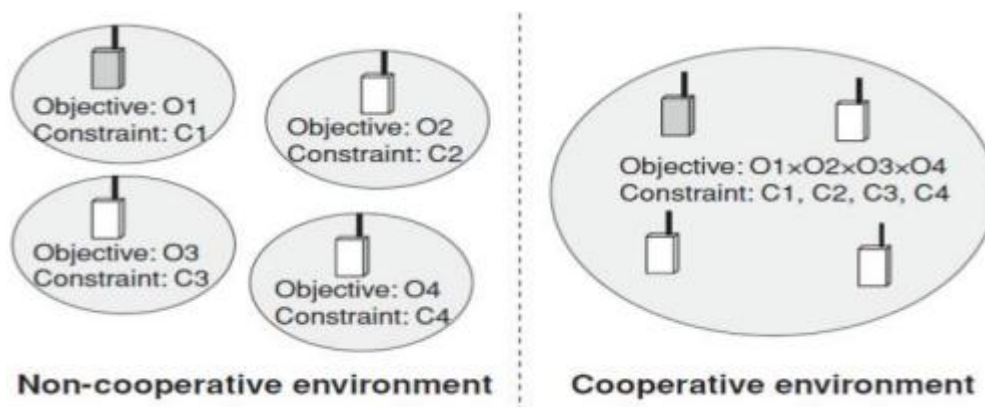 Objective: O1
Constraint: C1
Objective: O2
Constraint: C2
Objective: O3
Constraint: C3
Objective: O4
Constraint: C4
Non-cooperative environment
Objective: O1×O2×O3×O4
Constraint: C1, C2, C3, C4
Cooperative environment